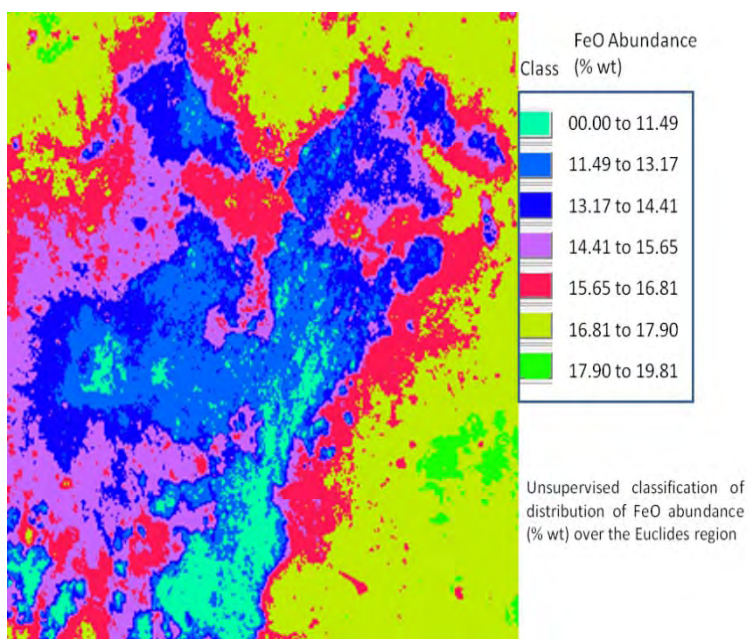 FeO Abundance
Class (% wt)
00.00 to 11.49
11.49 to 13.17
13.17 to 14.41
14.41 to 15.65
15.65 to 16.81
16.81 to 17.90
17.90 to 19.81
Unsupervised classification of
distribution of FeO abundance
(% wt) over the Euclides region